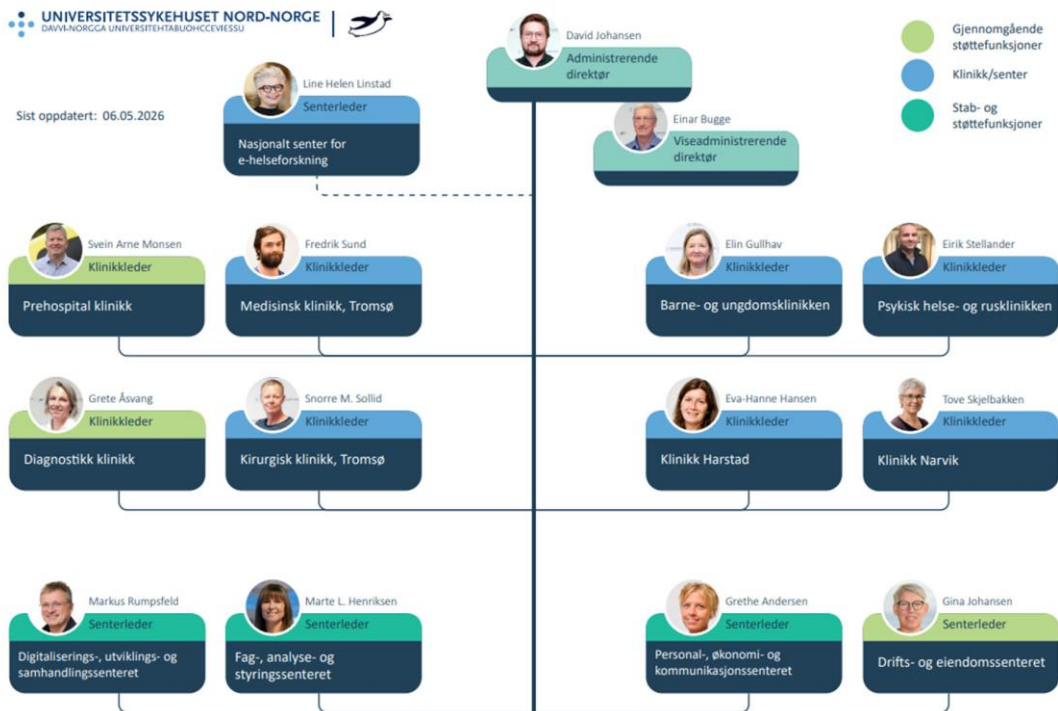 UNIVERSITETSSYKEHUSET NORD-NORGE
DAVVI-NORGGA UNIVERSITEHTABUOHCCEVIESSU
Sist oppdatert: 06.05.2026
David Johansen
Administrerende
direktør
Line Helen Linstad
Senterleder
Nasjonalt senter for
e-helseforskning
Einar Bugge
Viseadministrerende
direktør
Gjennomgående
støttefunksjoner
Klinikk/senter
Stab- og
støttefunksjoner
Svein Arne Monsen
Klinikkleder
Prehospital klinikk
Fredrik Sund
Klinikkleder
Medisinsk klinikk, Tromsø
Elin Gullhav
Klinikkleder
Barne- og ungdomsklinikken
Eirik Stellander
Klinikkleder
Psykisk helse- og rusklinikken
Grete Åsvang
Klinikkleder
Diagnostikk klinikk
Snorre M. Sollid
Klinikkleder
Kirurgisk klinikk, Tromsø
Eva-Hanne Hansen
Klinikkleder
Klinikk Harstad
Tove Skjelbakken
Klinikkleder
Klinikk Narvik
Markus Rumpsfeld
Senterleder
Digitaliserings-, utviklings- og
samhandlingssenteret
Marte L. Henriksen
Senterleder
Fag-, analyse- og
styringssenteret
Grethe Andersen
Senterleder
Personal-, økonomi- og
kommunikasjonssenteret
Gina Johansen
Senterleder
Drifts- og eiendomssenteret